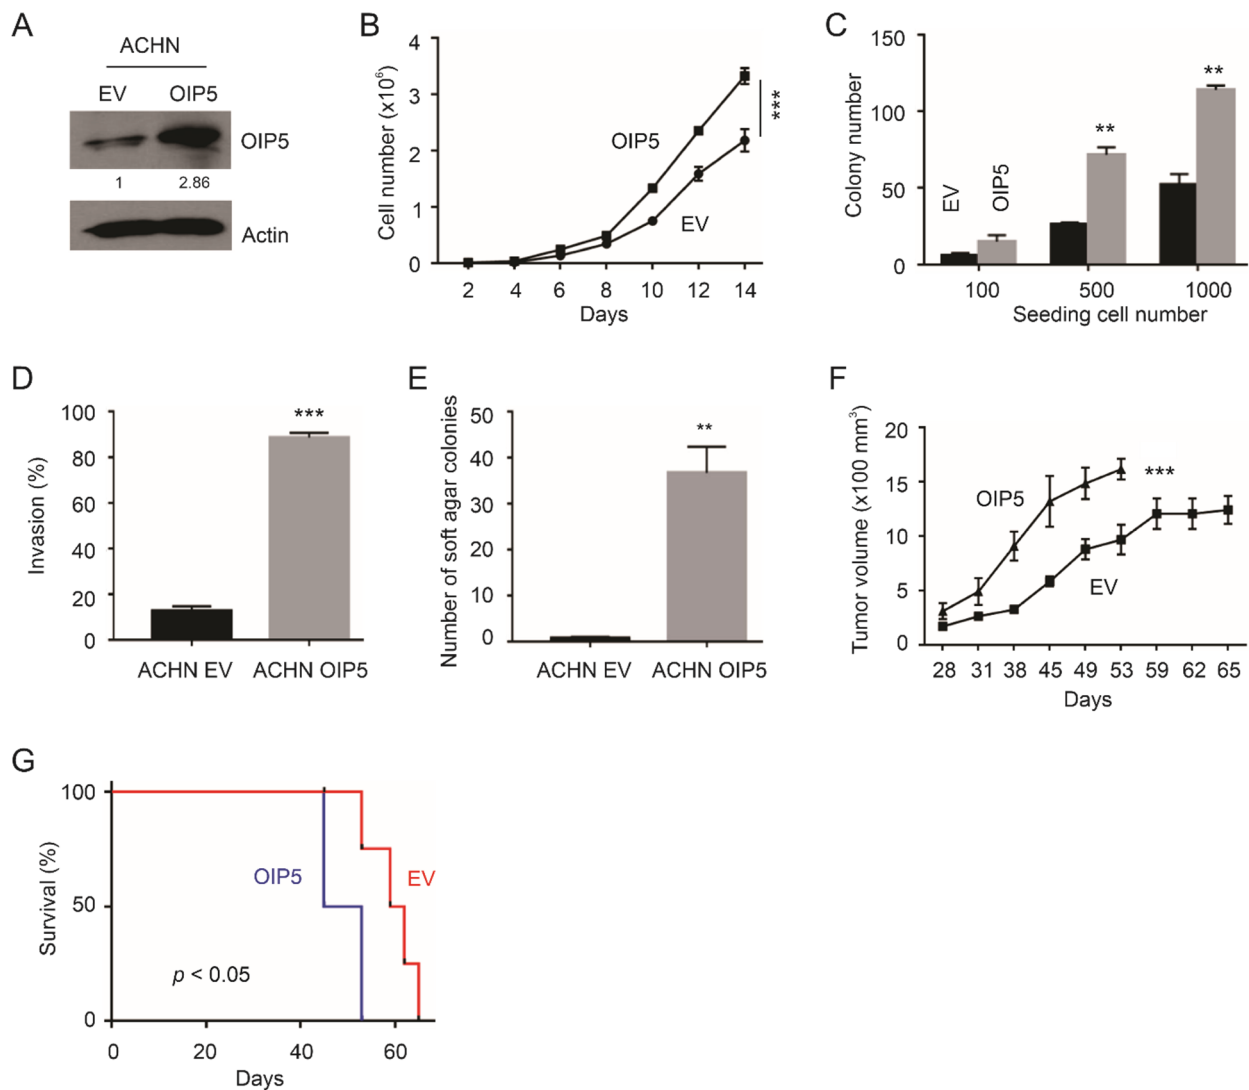 A
ACHN
EV OIP5
OIP5
1 2.86
Actin
B
Cell number (x10⁶)
4
3
2
1
0
OIP5
EV
***
2 4 6 8 10 12 14
Days
C
Colony number
150
100
50
0
EV
OIP5
**
**
100 500 1000
Seeding cell number
D
Invasion (%)
100
80
60
40
20
0
***
ACHN EV ACHN OIP5
E
Number of soft agar colonies
50
40
30
20
10
0
**
ACHN EV ACHN OIP5
F
Tumor volume (x100 mm³)
20
15
10
5
0
OIP5
EV
***
28 31 38 45 49 53 59 62 65
Days
G
Survival (%)
100
50
0
OIP5
EV
p < 0.05
0 20 40 60
Days